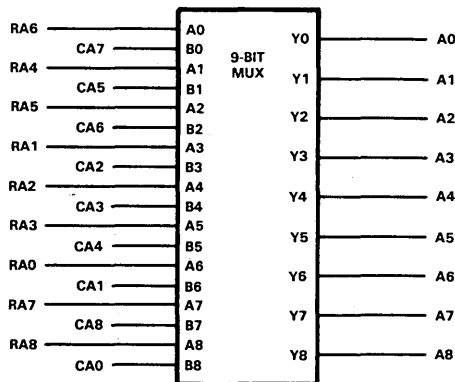 RA6 A0 Y0 A0
CA7 B0 9-BIT
RA4 A1 MUX Y1 A1
CA5 B1
RA5 A2 Y2 A2
CA6 B2
RA1 A3 Y3 A3
CA2 B3
RA2 A4 Y4 A4
CA3 B4
RA3 A5 Y5 A5
CA4 B5
RA0 A6 Y6 A6
CA1 B6
RA7 A7 Y7 A7
CA8 B7
RA8 A8 Y8 A8
CA0 B8